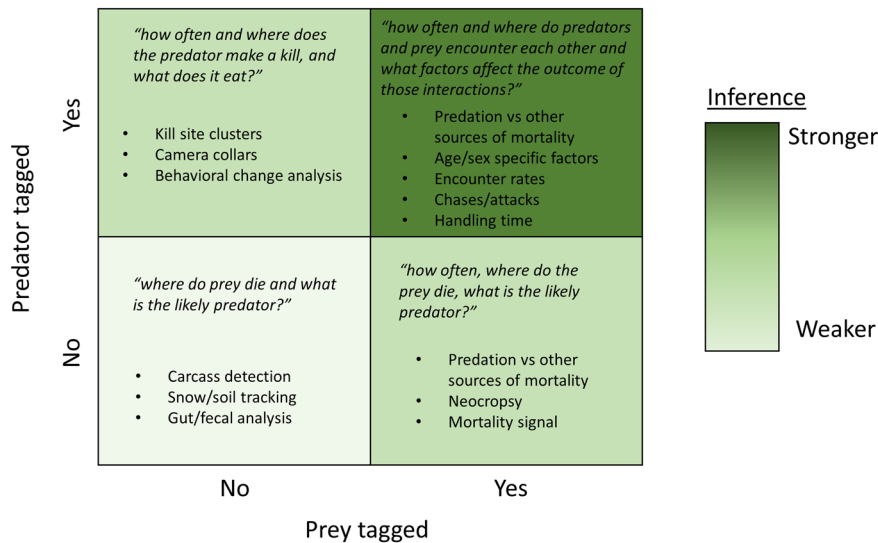 “how often and where does
the predator make a kill, and
what does it eat?”
• Kill site clusters
• Camera collars
• Behavioral change analysis
“how often and where do predators
and prey encounter each other and
what factors affect the outcome of
those interactions?”
• Predation vs other
sources of mortality
• Age/sex specific factors
• Encounter rates
• Chases/attacks
• Handling time
“where do prey die and what
is the likely predator?”
• Carcass detection
• Snow/soil tracking
• Gut/fecal analysis
“how often, where do the
prey die, what is the likely
predator?”
• Predation vs other
sources of mortality
• Neocropsy
• Mortality signal
Predator tagged
Yes
No
No
Yes
Prey tagged
Inference
Stronger
Weaker